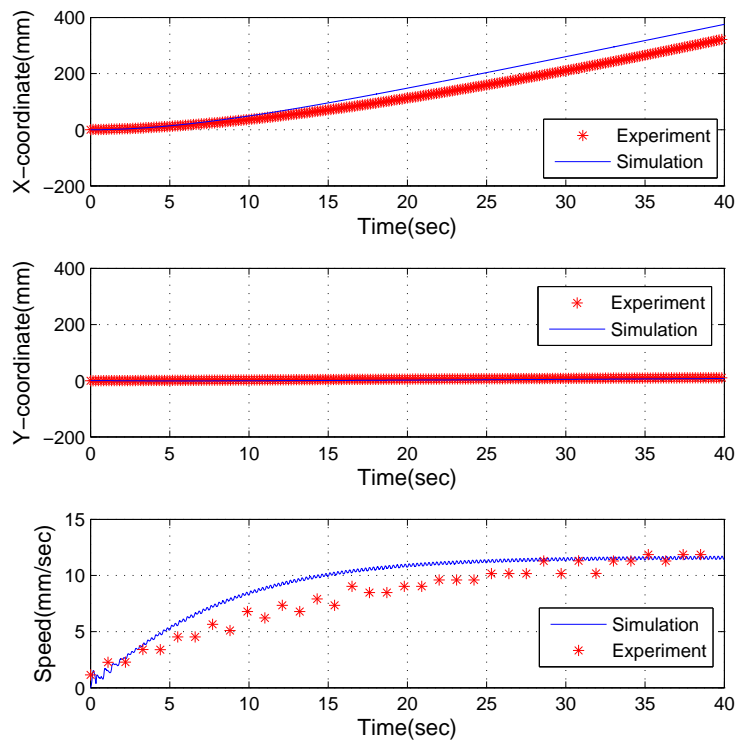 400
200
0
−200
X−coordinate(mm)
Experiment
Simulation
0 5 10 15 20 25 30 35 40
Time(sec)
400
200
0
−200
Y−coordinate(mm)
Experiment
Simulation
0 5 10 15 20 25 30 35 40
Time(sec)
15
10
5
0
Speed(mm/sec)
Simulation
Experiment
0 5 10 15 20 25 30 35 40
Time(sec)